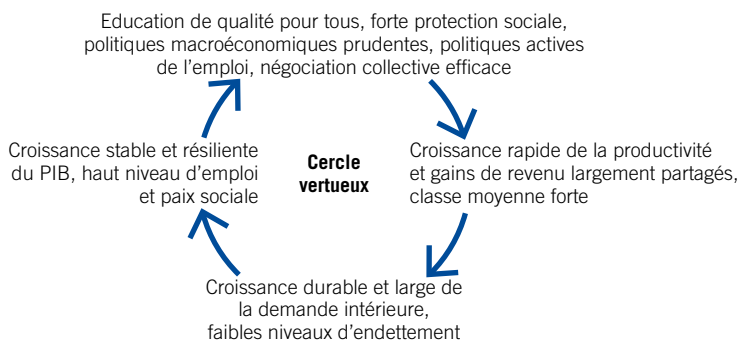 Education de qualité pour tous, forte protection sociale,
politiques macroéconomiques prudentes, politiques actives
de l’emploi, négociation collective efficace
Croissance stable et résiliente
du PIB, haut niveau d’emploi
et paix sociale
Cercle
vertueux
Croissance rapide de la productivité
et gains de revenu largement partagés,
classe moyenne forte
Croissance durable et large de
la demande intérieure,
faibles niveaux d’endettement